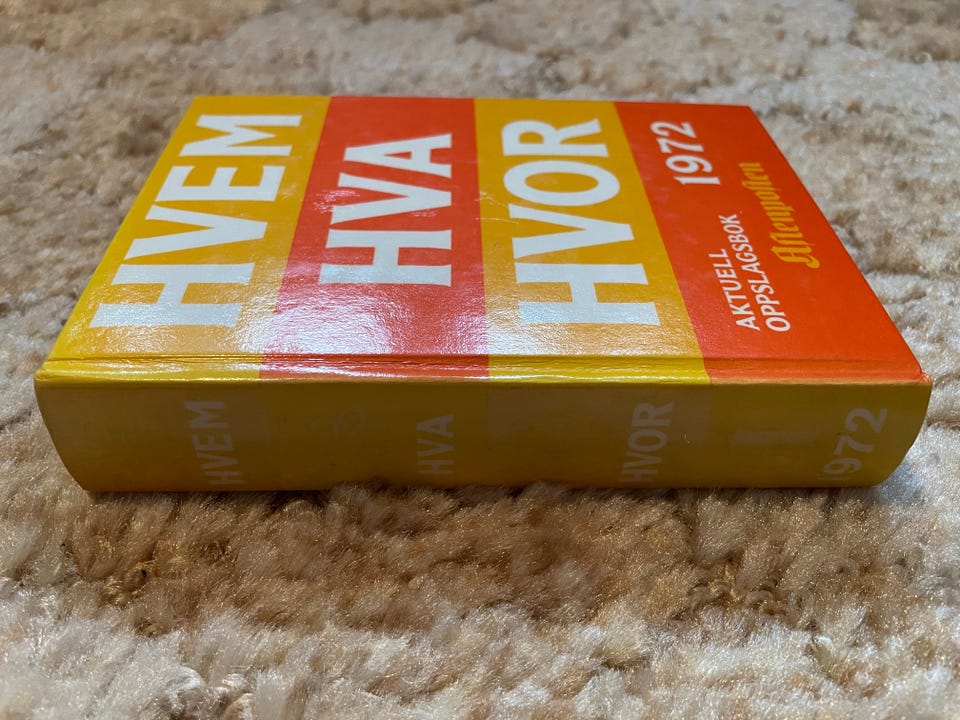 HVEM
HVA
HVOR
1972
AKTUELL
OPPSLAGSBOK
Aftenposten
HVEM
HVA
HVOR
1972